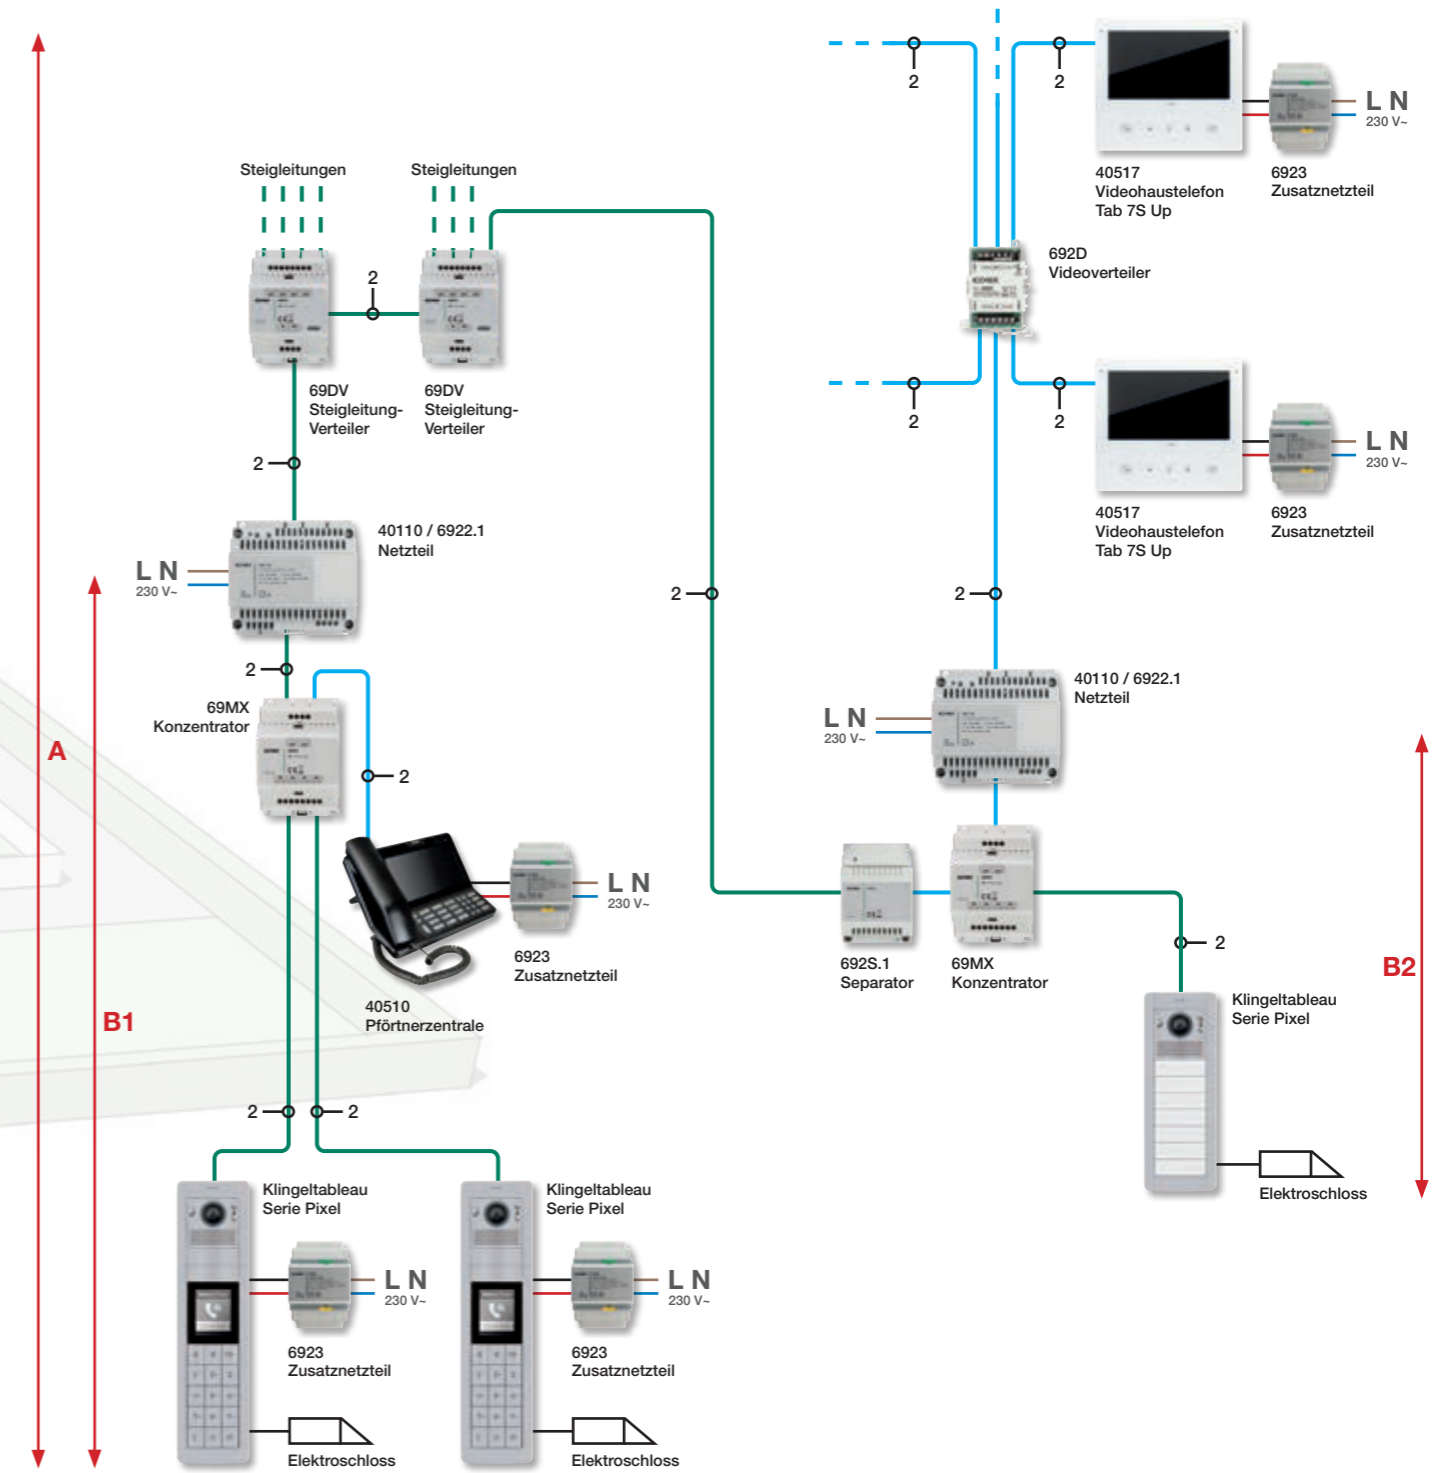 2
2
L N
230 V~
40517
Videohaustelefon
Tab 7S Up
6923
Zusatznetzteil
Steigleitungen
Steigleitungen
692D
Videoverteiler
2
69DV
Steigleitung-
Verteiler
69DV
Steigleitung-
Verteiler
2
2
L N
230 V~
40517
Videohaustelefon
Tab 7S Up
6923
Zusatznetzteil
2
40110 / 6922.1
Netzteil
L N
230 V~
2
2
2
69MX
Konzentrator
40110 / 6922.1
Netzteil
L N
230 V~
A
2
L N
230 V~
6923
Zusatznetzteil
40510
Pförtnerzentrale
692S.1
Separator
69MX
Konzentrator
2
B2
B1
Klingeltableau
Serie Pixel
2
2
Elektroschloss
Klingeltableau
Serie Pixel
Klingeltableau
Serie Pixel
L N
230 V~
L N
230 V~
6923
Zusatznetzteil
6923
Zusatznetzteil
Elektroschloss
Elektroschloss